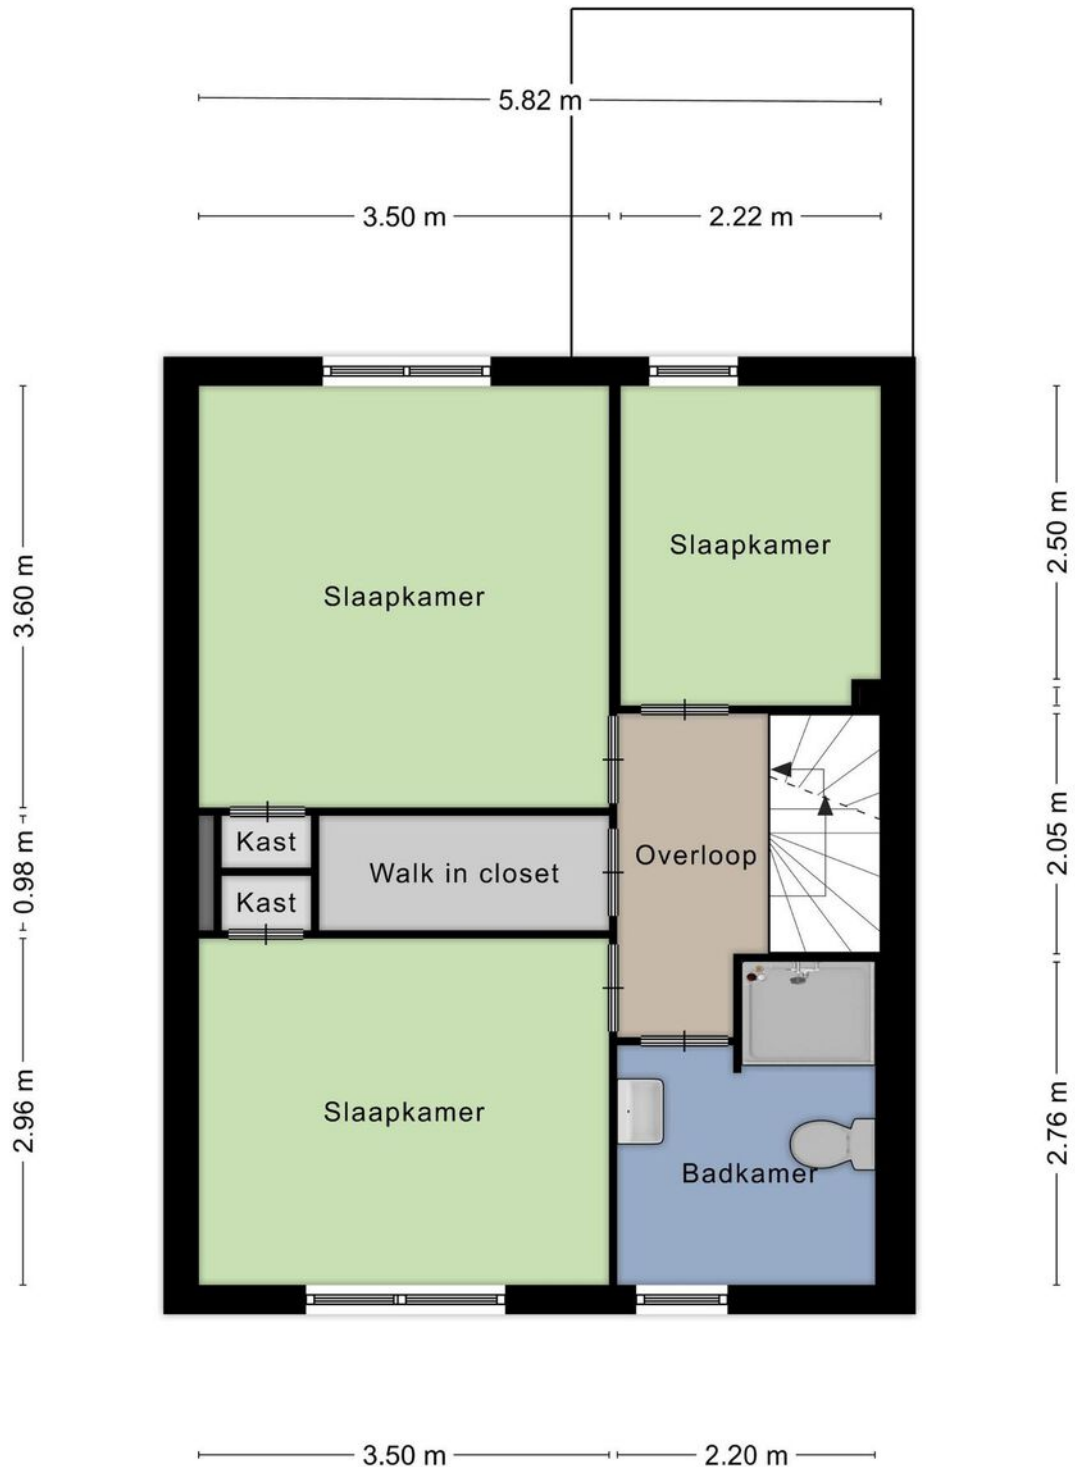 5.82 m
3.50 m
2.22 m
3.60 m
2.50 m
Slaapkamer
Slaapkamer
0.98 m
2.05 m
Kast
Kast
Walk in closet
Overloop
2.96 m
2.76 m
Slaapkamer
Badkamer
3.50 m
2.20 m